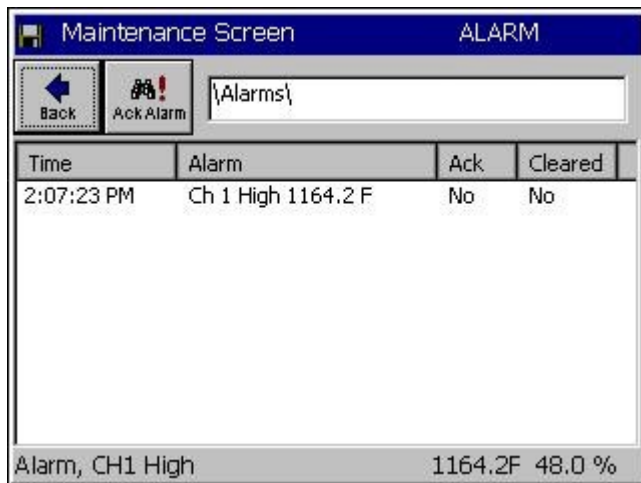 Maintenance Screen ALARM
Back Ack Alarm \Alarms\
Time Alarm Ack Cleared
2:07:23 PM Ch 1 High 1164.2 F No No
Alarm, CH1 High 1164.2F 48.0 %